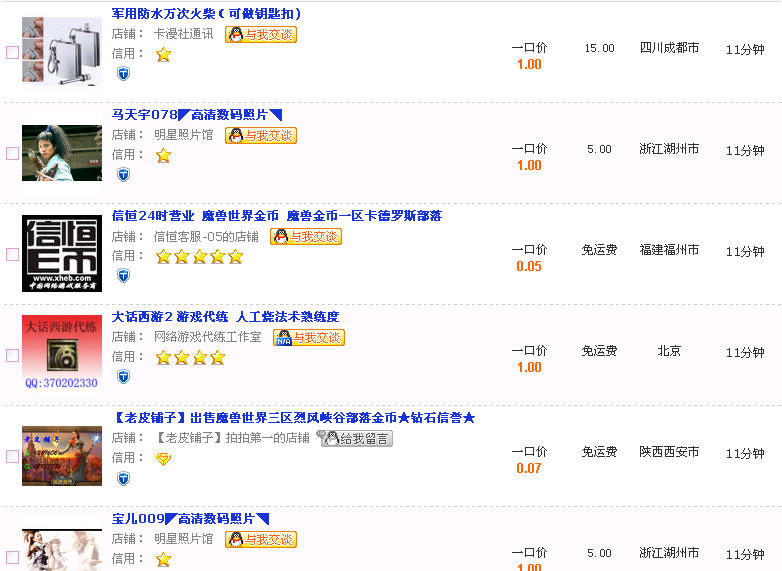 军用防水万次火柴(可做钥匙扣)
店铺： 卡漫社通讯 与我交谈
信用：
一口价 15.00 四川成都市 11分钟
1.00
马天宇078◤高清数码照片◥
店铺： 明星照片馆 与我交谈
信用：
一口价 5.00 浙江湖州市 11分钟
1.00
信恒24时营业 魔兽世界金币 魔兽金币一区卡德罗斯部落
店铺： 信恒客服-05的店铺 与我交谈
信用：
信恒
E币
www.xheb.com
中国网络游戏服务商
一口价 免运费 福建福州市 11分钟
0.05
大话西游2 游戏代练 人工烧法术熟练度
店铺： 网络游戏代练工作室 N/A 与我交谈
信用：
大话西游代练
QQ:370202330
一口价 免运费 北京 11分钟
1.00
【老皮铺子】出售魔兽世界三区烈风峡谷部落金币★钻石信誉★
店铺： 【老皮铺子】拍拍第一的店铺 给我留言
信用：
老皮铺子
一口价 免运费 陕西西安市 11分钟
0.07
宝儿009◤高清数码照片◥
店铺： 明星照片馆 与我交谈
信用：
一口价 5.00 浙江湖州市 11分钟
1.00